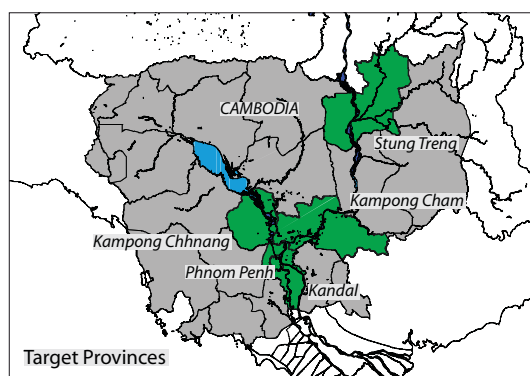 CAMBODIA
Stung Treng
Kampong Cham
Kampong Chhnang
Phnom Penh
Kandal
Target Provinces